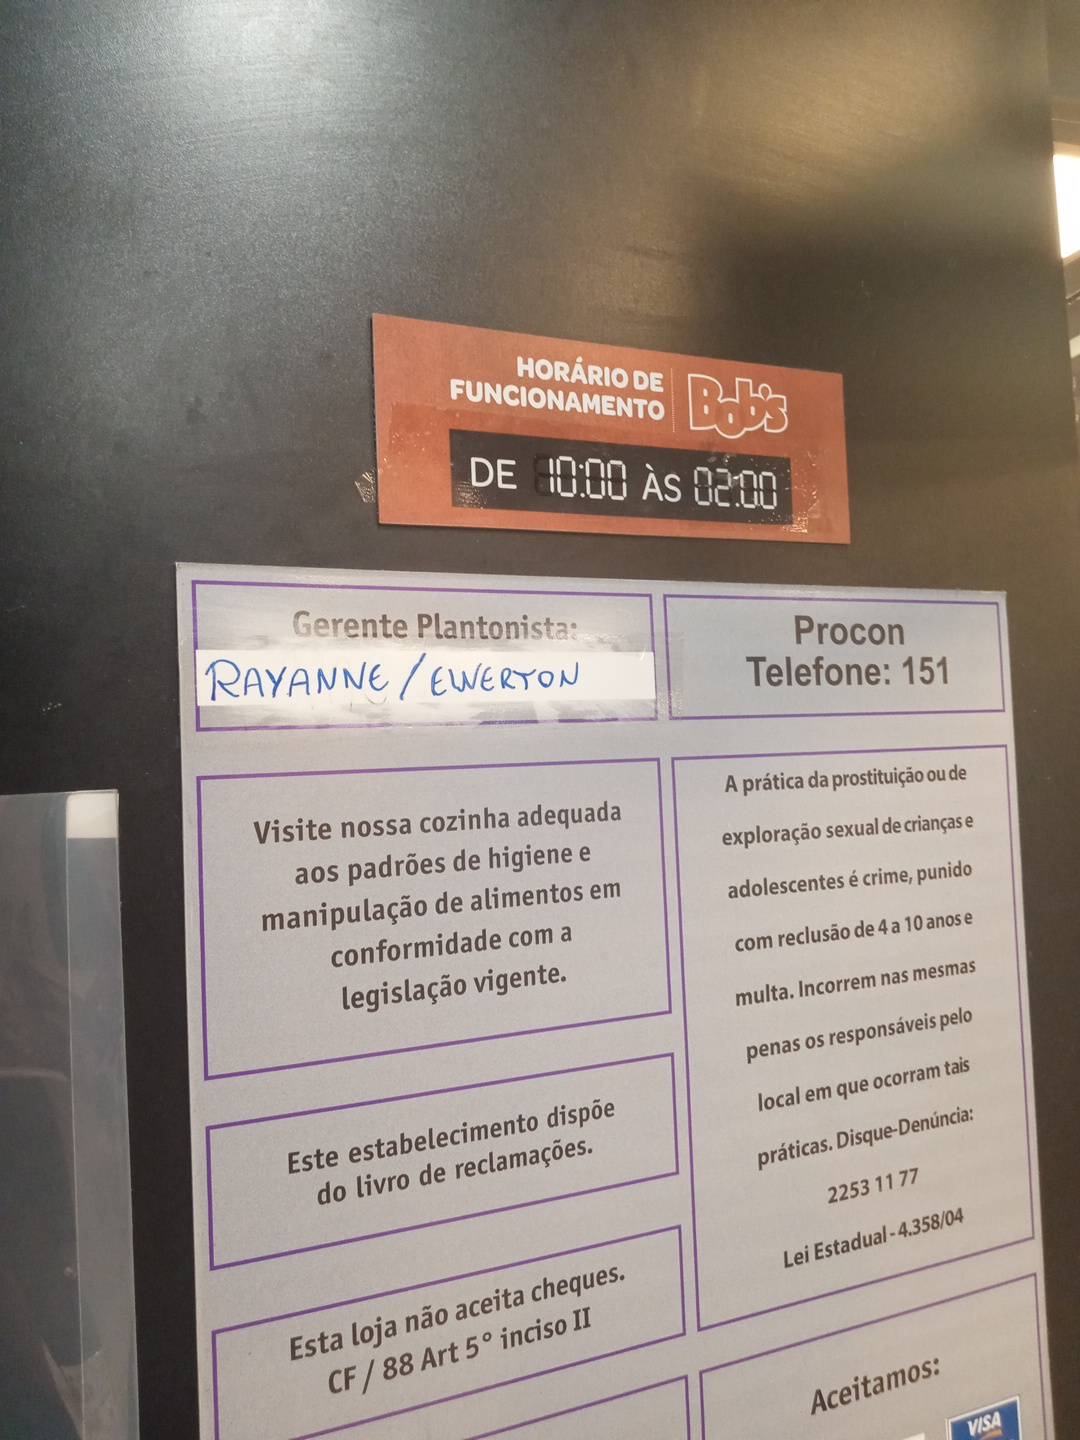 HORÁRIO DE
FUNCIONAMENTO
Bob's
DE 10:00 ÀS 02:00
Gerente Plantonista:
RAYANNE / EWERTON
Procon
Telefone: 151
Visite nossa cozinha adequada
aos padrões de higiene e
manipulação de alimentos em
conformidade com a
legislação vigente.
A prática da prostituição ou de
exploração sexual de crianças e
adolescentes é crime, punido
com reclusão de 4 a 10 anos e
multa. Incorrem nas mesmas
penas os responsáveis pelo
local em que ocorram tais
práticas. Disque-Denúncia:
2253 11 77
Lei Estadual - 4.358/04
Este estabelecimento dispõe
do livro de reclamações.
Esta loja não aceita cheques.
CF / 88 Art 5° inciso II
Aceitamos:
VISA